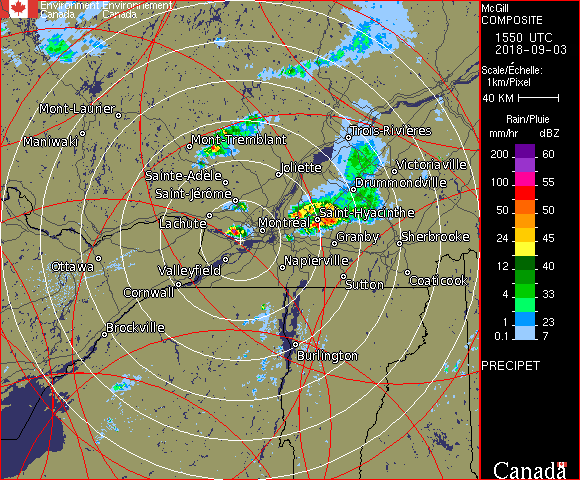 Environment Environnement
Canada Canada
Mont-Laurier
Maniwaki
Mont-Tremblant
Trois-Rivières
Joliette
Victoriaville
Sainte-Adèle
Drummondville
Saint-Jérôme
Saint-Hyacinthe
Lachute
Montréal
Granby
Sherbrooke
Ottawa
Valleyfield
Napierville
Cornwall
Sutton
Coaticook
Brockville
Burlington
McGill
COMPOSITE
1550 UTC
2018-09-03
Scale/Échelle:
1km/Pixel
40 KM
Rain/Pluie
mm/hr dBZ
200 60
100 55
50 50
24 45
12 40
4 33
1 23
0.1 7
PRECIPET
Canada